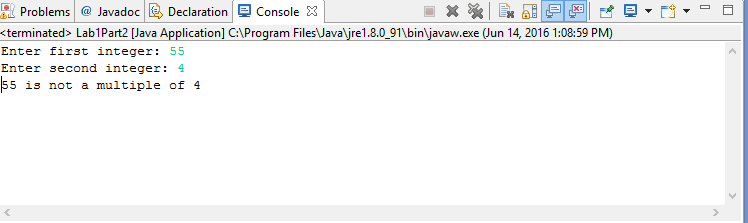 Problems @ Javadoc Declaration Console
<terminated> Lab1Part2 [Java Application] C:\Program Files\Java\jre1.8.0_91\bin\javaw.exe (Jun 14, 2016 1:08:59 PM)
Enter first integer: 55
Enter second integer: 4
55 is not a multiple of 4